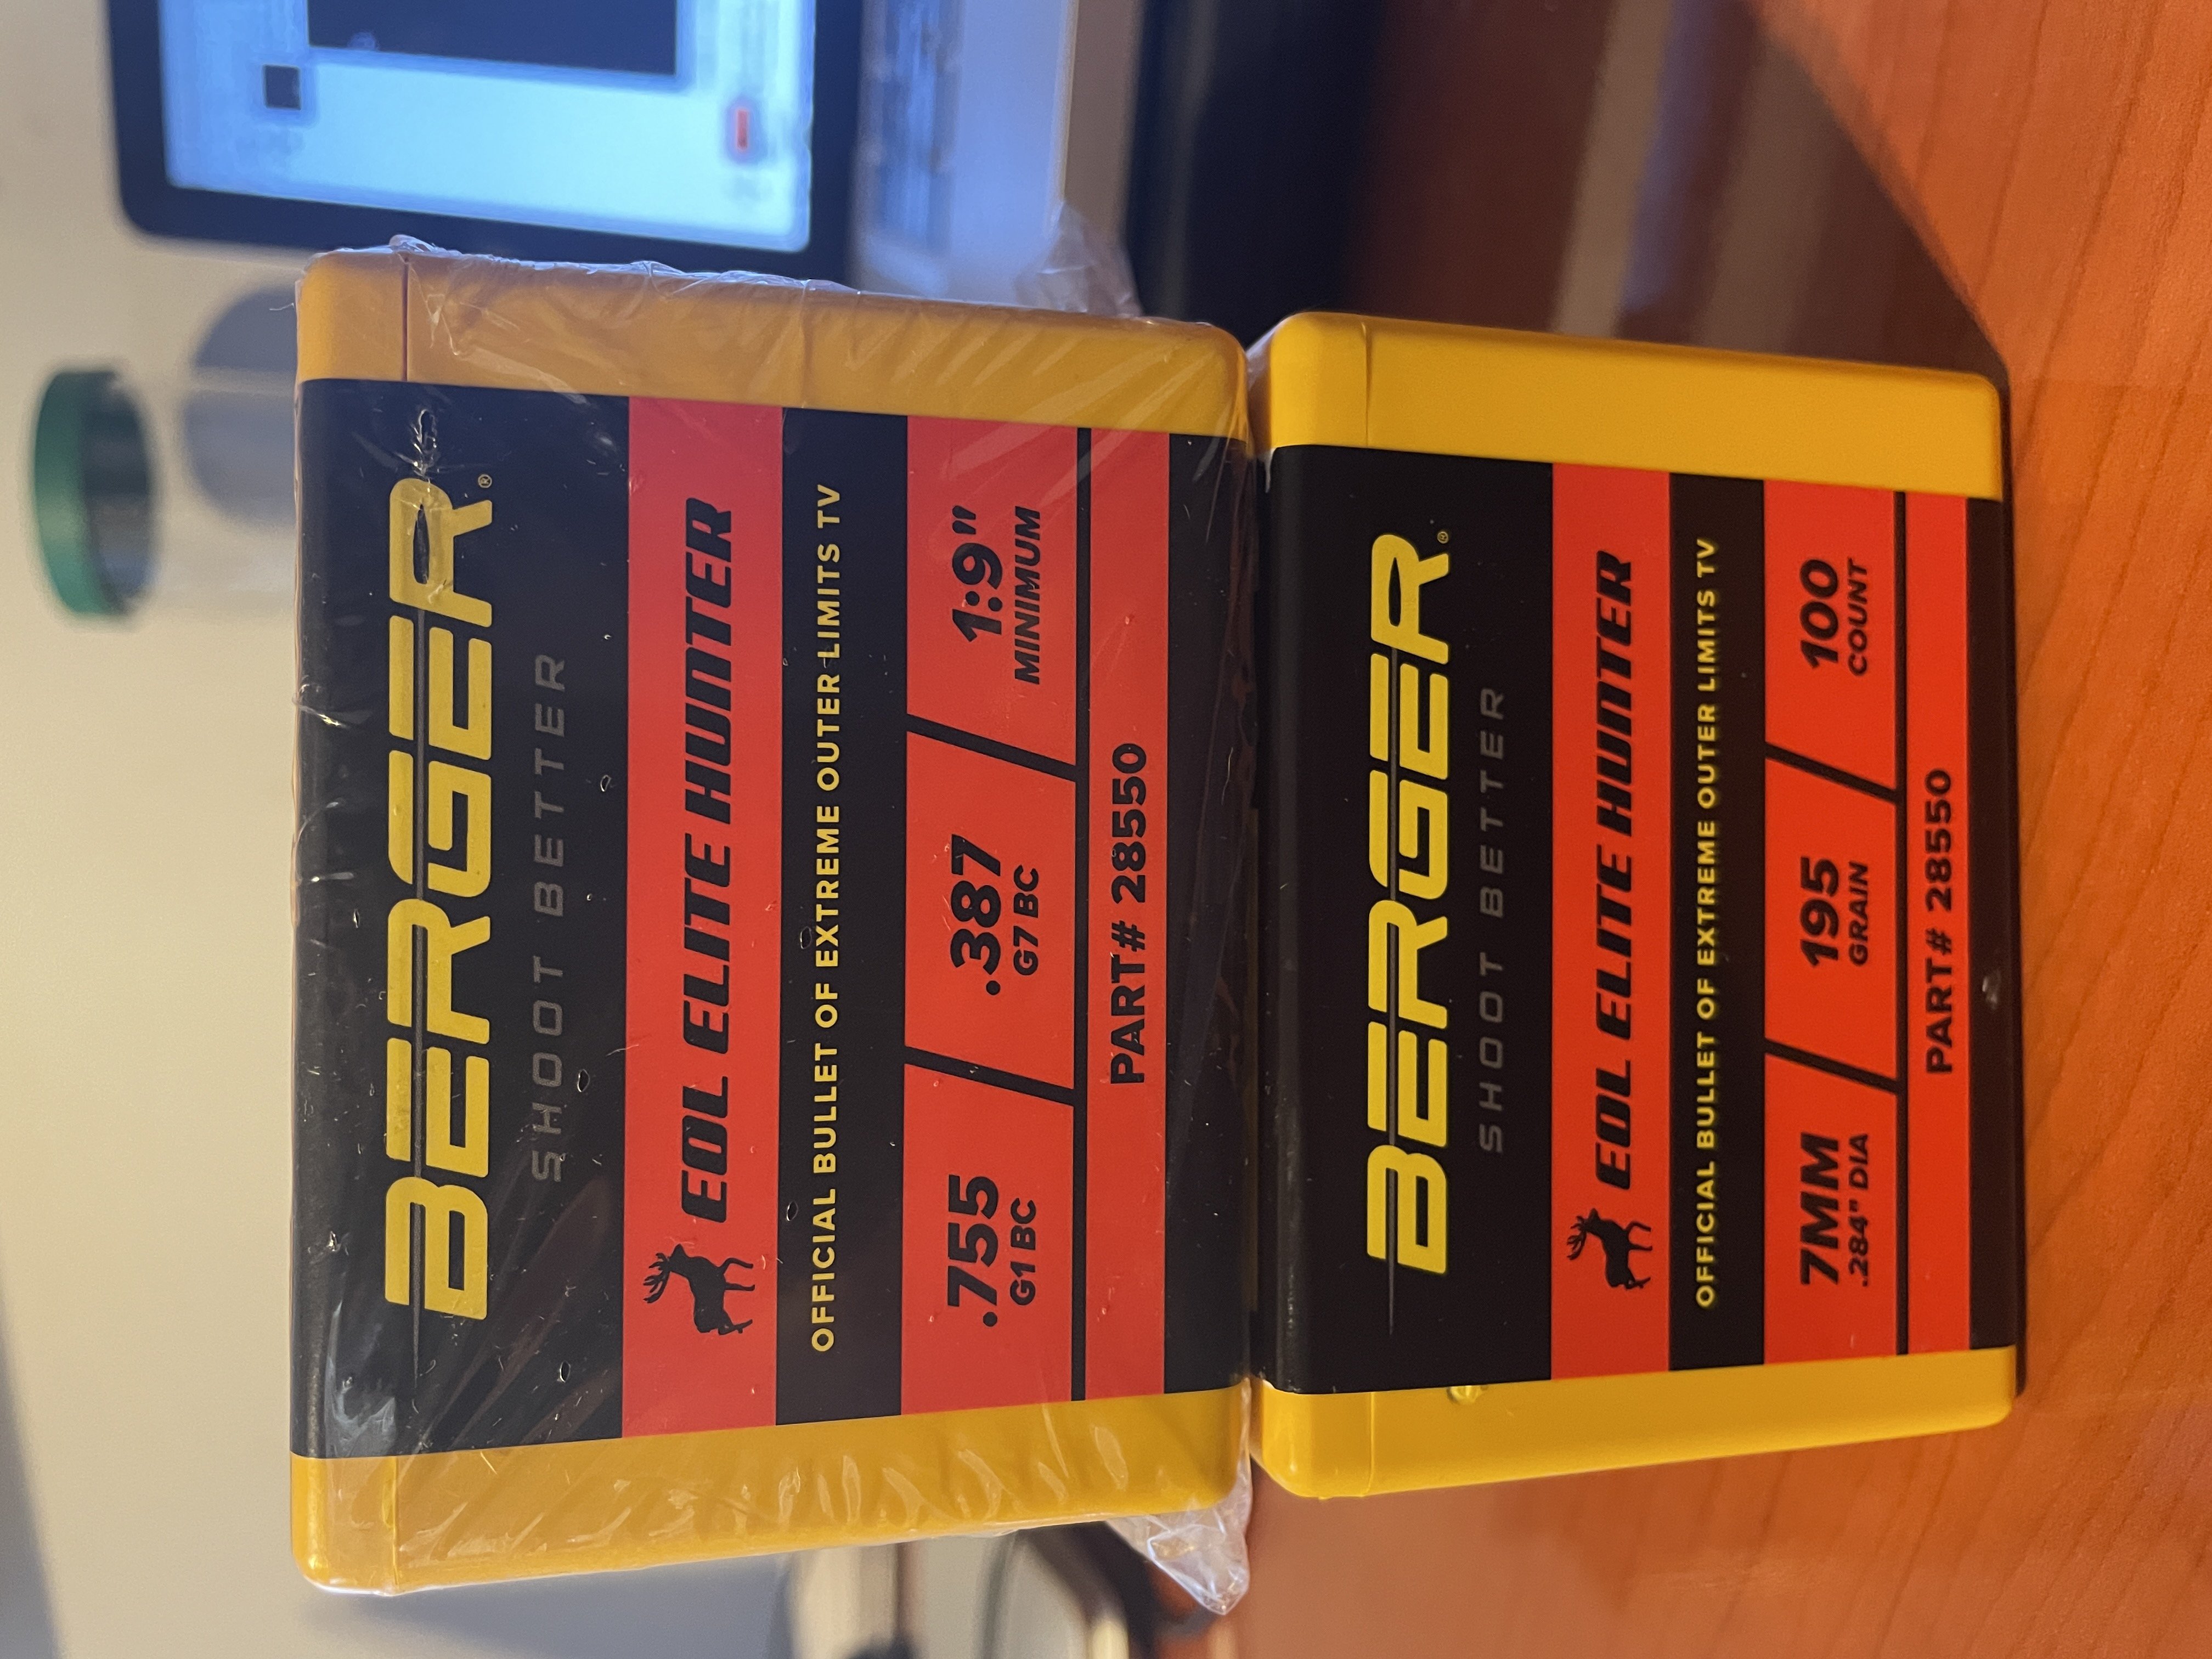 BERGER®
SHOOT BETTER
EOL ELITE HUNTER
OFFICIAL BULLET OF EXTREME OUTER LIMITS TV
.755 .387 1:9"
G1 BC G7 BC MINIMUM
PART# 28550
BERGER®
SHOOT BETTER
EOL ELITE HUNTER
OFFICIAL BULLET OF EXTREME OUTER LIMITS TV
7MM 195 100
.284" DIA GRAIN COUNT
PART# 28550